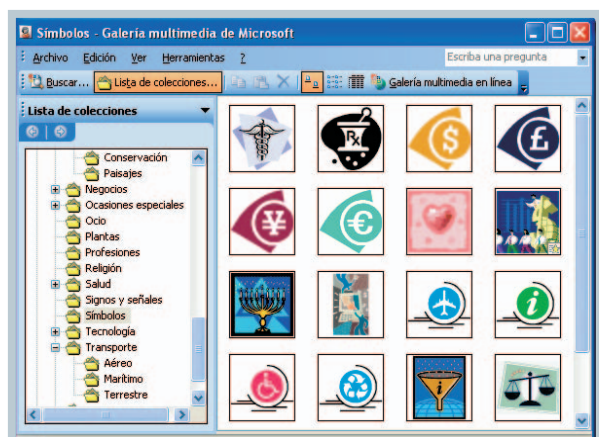 Símbolos - Galería multimedia de Microsoft
Archivo Edición Ver Herramientas ?
Escriba una pregunta
Buscar... Lista de colecciones... Galería multimedia en línea
Lista de colecciones
Conservación
Paisajes
Negocios
Ocasiones especiales
Ocio
Plantas
Profesiones
Religión
Salud
Signos y señales
Símbolos
Tecnología
Transporte
Aéreo
Marítimo
Terrestre
Rx
$
£
¥
€
i